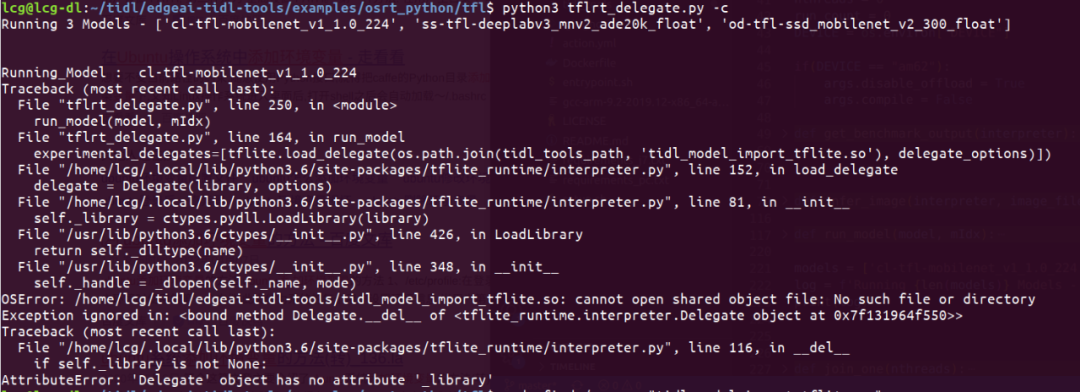 lcg@lcg-dl:~/tidl/edgeai-tidl-tools/examples/osrt_python/tfl$ python3 tflrt_delegate.py -c
Running 3 Models - ['cl-tfl-mobilenet_v1_1.0_224', 'ss-tfl-deeplabv3_mnv2_ade20k_float', 'od-tfl-ssd_mobilenet_v2_300_float']
Running_Model :  cl-tfl-mobilenet_v1_1.0_224
Traceback (most recent call last):
  File "tflrt_delegate.py", line 250, in <module>
    run_model(model, mIdx)
  File "tflrt_delegate.py", line 164, in run_model
    experimental_delegates=[tflite.load_delegate(os.path.join(tidl_tools_path, 'tidl_model_import_tflite.so'), delegate_options)])
  File "/home/lcg/.local/lib/python3.6/site-packages/tflite_runtime/interpreter.py", line 152, in load_delegate
    delegate = Delegate(library, options)
  File "/home/lcg/.local/lib/python3.6/site-packages/tflite_runtime/interpreter.py", line 81, in __init__
    self._library = ctypes.pydll.LoadLibrary(library)
  File "/usr/lib/python3.6/ctypes/__init__.py", line 426, in LoadLibrary
    return self._dlltype(name)
  File "/usr/lib/python3.6/ctypes/__init__.py", line 348, in __init__
    self._handle = _dlopen(self._name, mode)
OSError: /home/lcg/tidl/edgeai-tidl-tools/tidl_model_import_tflite.so: cannot open shared object file: No such file or directory
Exception ignored in: <bound method Delegate.__del__ of <tflite_runtime.interpreter.Delegate object at 0x7f131964f550>>
Traceback (most recent call last):
  File "/home/lcg/.local/lib/python3.6/site-packages/tflite_runtime/interpreter.py", line 116, in __del__
    if self._library is not None:
AttributeError: 'Delegate' object has no attribute '_library'